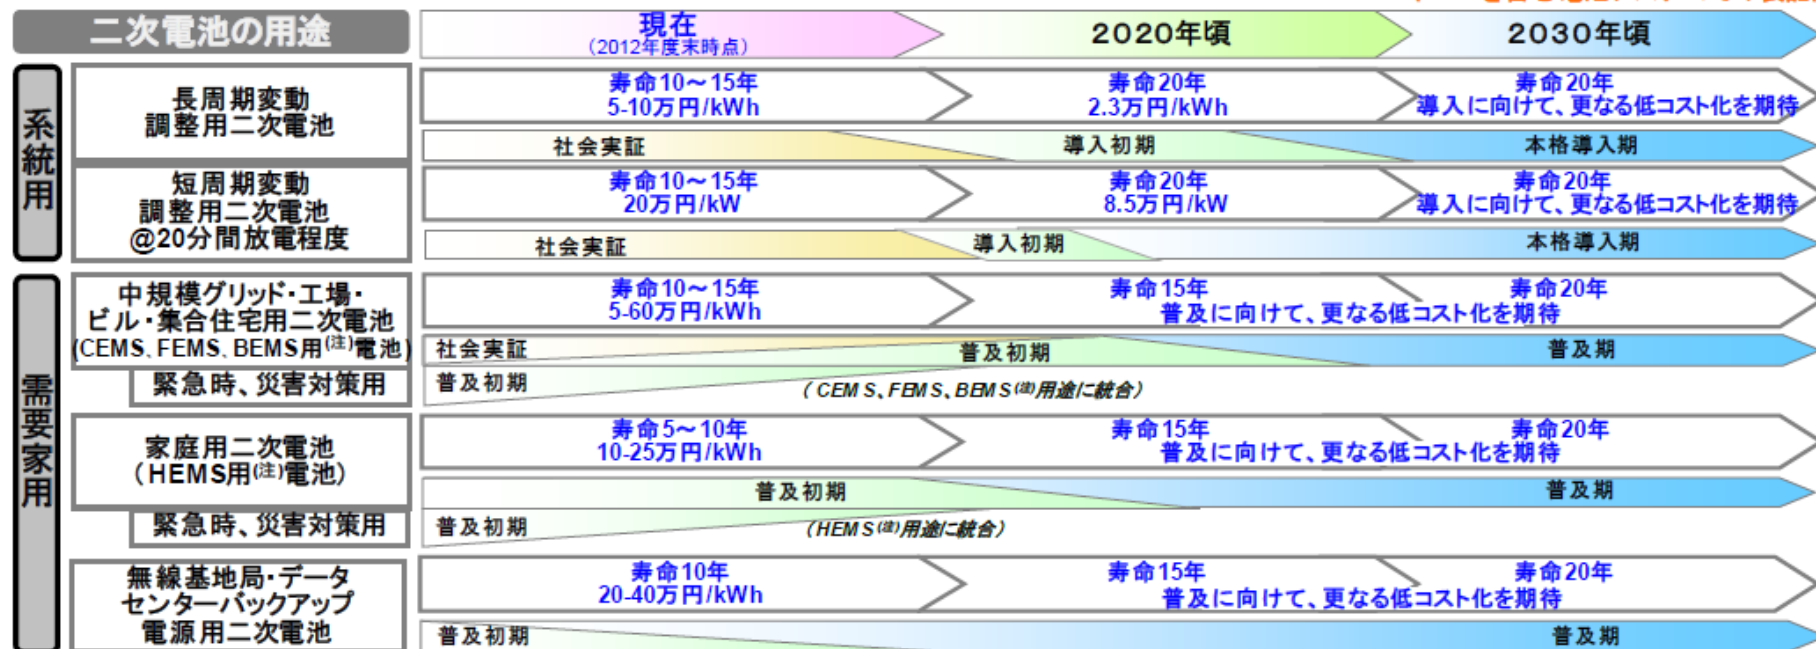 二次電池の用途
現在
(2012年度末時点)
2020年頃
2030年頃
系統用
長周期変動
調整用二次電池
寿命10～15年
5-10万円/kWh
寿命20年
2.3万円/kWh
寿命20年
導入に向けて、更なる低コスト化を期待
社会実証
導入初期
本格導入期
短周期変動
調整用二次電池
@20分間放電程度
寿命10～15年
20万円/kW
寿命20年
8.5万円/kW
寿命20年
導入に向けて、更なる低コスト化を期待
社会実証
導入初期
本格導入期
需要家用
中規模グリッド・工場・
ビル・集合住宅用二次電池
(CEMS、FEMS、BEMS用(注)電池)
寿命10～15年
5-60万円/kWh
寿命15年
寿命20年
普及に向けて、更なる低コスト化を期待
社会実証
普及初期
普及期
緊急時、災害対策用
普及初期
(CEMS、FEMS、BEMS(注)用途に統合)
家庭用二次電池
(HEMS用(注)電池)
寿命5～10年
10-25万円/kWh
寿命15年
寿命20年
普及に向けて、更なる低コスト化を期待
普及初期
普及期
緊急時、災害対策用
普及初期
(HEMS(注)用途に統合)
無線基地局・データ
センターバックアップ
電源用二次電池
寿命10年
20-40万円/kWh
寿命15年
寿命20年
普及に向けて、更なる低コスト化を期待
普及初期
普及期